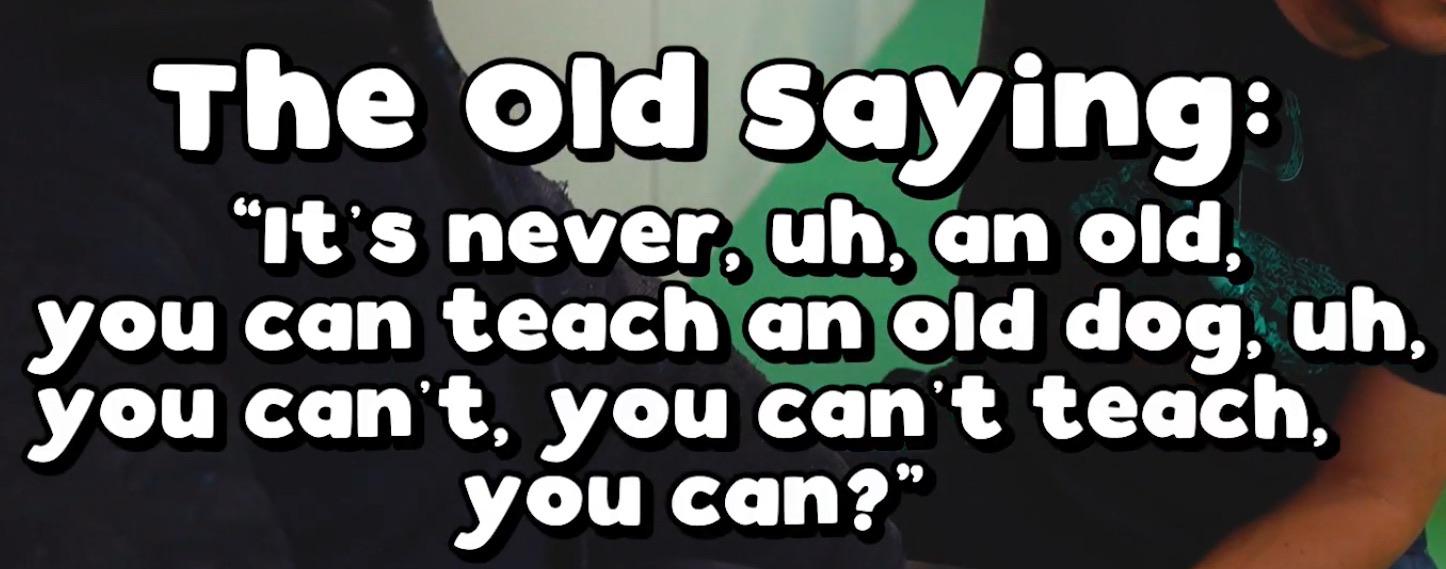 The Old Saying:
“It's never, uh, an old,
you can teach an old dog, uh,
you can't, you can't teach,
you can?”